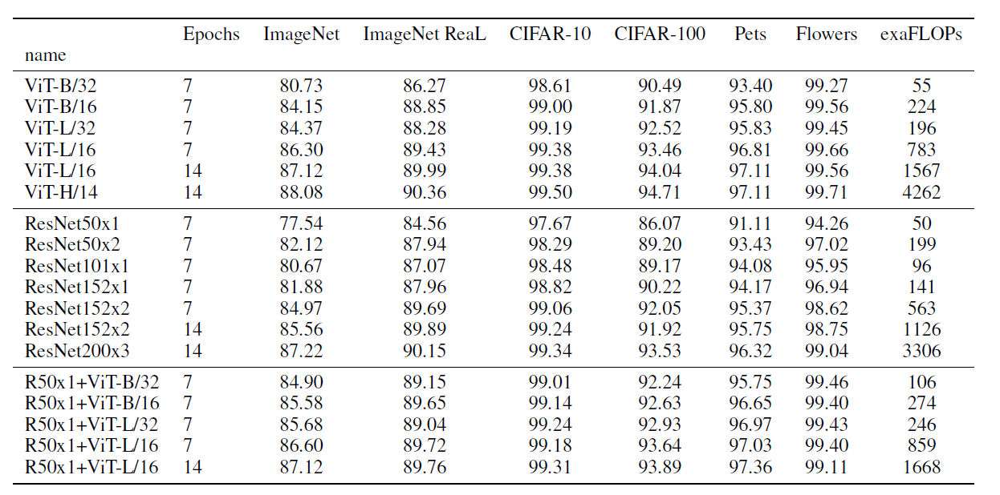 Epochs ImageNet ImageNet ReaL CIFAR-10 CIFAR-100 Pets Flowers exaFLOPs
name
ViT-B/32 7 80.73 86.27 98.61 90.49 93.40 99.27 55
ViT-B/16 7 84.15 88.85 99.00 91.87 95.80 99.56 224
ViT-L/32 7 84.37 88.28 99.19 92.52 95.83 99.45 196
ViT-L/16 7 86.30 89.43 99.38 93.46 96.81 99.66 783
ViT-L/16 14 87.12 89.99 99.38 94.04 97.11 99.56 1567
ViT-H/14 14 88.08 90.36 99.50 94.71 97.11 99.71 4262
ResNet50x1 7 77.54 84.56 97.67 86.07 91.11 94.26 50
ResNet50x2 7 82.12 87.94 98.29 89.20 93.43 97.02 199
ResNet101x1 7 80.67 87.07 98.48 89.17 94.08 95.95 96
ResNet152x1 7 81.88 87.96 98.82 90.22 94.17 96.94 141
ResNet152x2 7 84.97 89.69 99.06 92.05 95.37 98.62 563
ResNet152x2 14 85.56 89.89 99.24 91.92 95.75 98.75 1126
ResNet200x3 14 87.22 90.15 99.34 93.53 96.32 99.04 3306
R50x1+ViT-B/32 7 84.90 89.15 99.01 92.24 95.75 99.46 106
R50x1+ViT-B/16 7 85.58 89.65 99.14 92.63 96.65 99.40 274
R50x1+ViT-L/32 7 85.68 89.04 99.24 92.93 96.97 99.43 246
R50x1+ViT-L/16 7 86.60 89.72 99.18 93.64 97.03 99.40 859
R50x1+ViT-L/16 14 87.12 89.76 99.31 93.89 97.36 99.11 1668